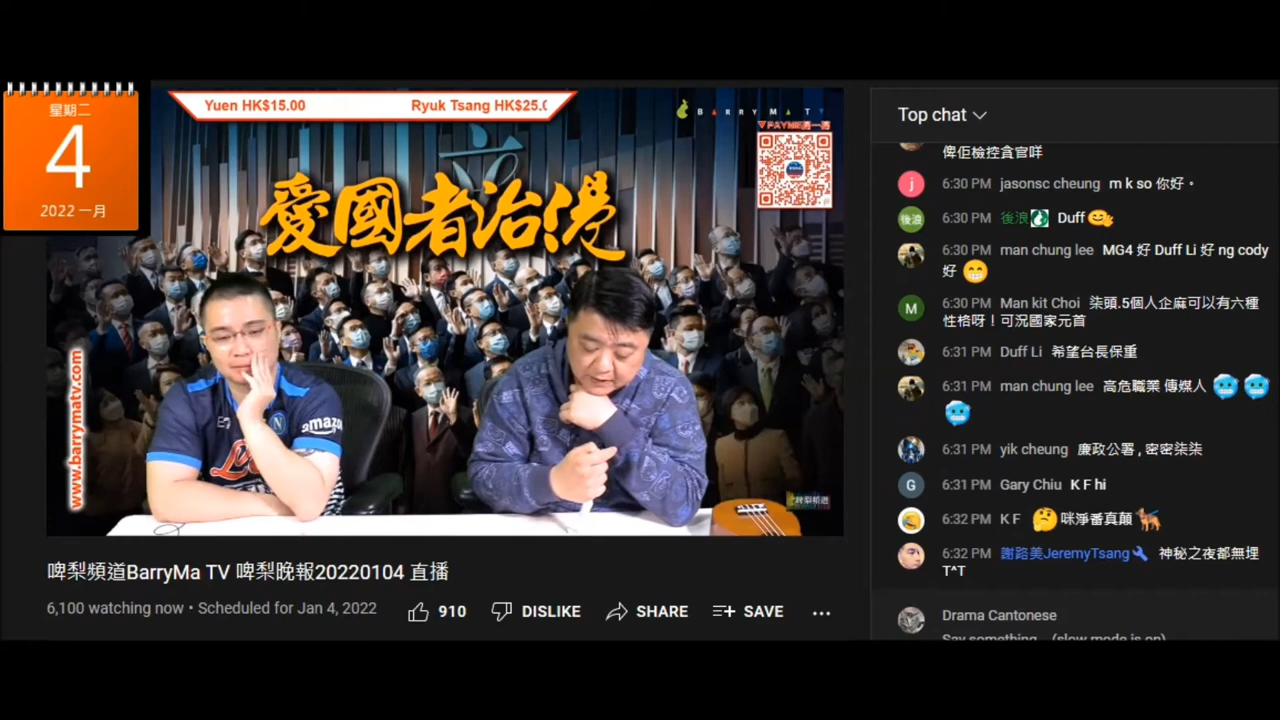 星期二
4
2022 一月
Yuen HK$15.00
Ryuk Tsang HK$25.0
BARRYMA TV
愛國者治
www.barrymatv.com
amazon
啤梨頻道
啤梨頻道BarryMa TV 啤梨晚報20220104 直播
6,100 watching now • Scheduled for Jan 4, 2022
910
DISLIKE
SHARE
SAVE
Top chat
俾佢檢控貪官咩
j
6:30 PM jasonsc cheung m k so 你好。
後浪
6:30 PM 後浪 Duff
6:30 PM man chung lee MG4 好 Duff Li 好 ng cody
好
M
6:30 PM Man kit Choi 柒頭.5個人企麻可以有六種
性格呀！可況國家元首
6:31 PM Duff Li 希望台長保重
6:31 PM man chung lee 高危職業 傳媒人
6:31 PM yik cheung 廉政公署 , 密密柒柒
G
6:31 PM Gary Chiu K F hi
6:32 PM K F 咪淨番真顛
6:32 PM 謝路美JeremyTsang 神秘之夜都無埋
T^T
Drama Cantonese
Say something... (slow mode is on)